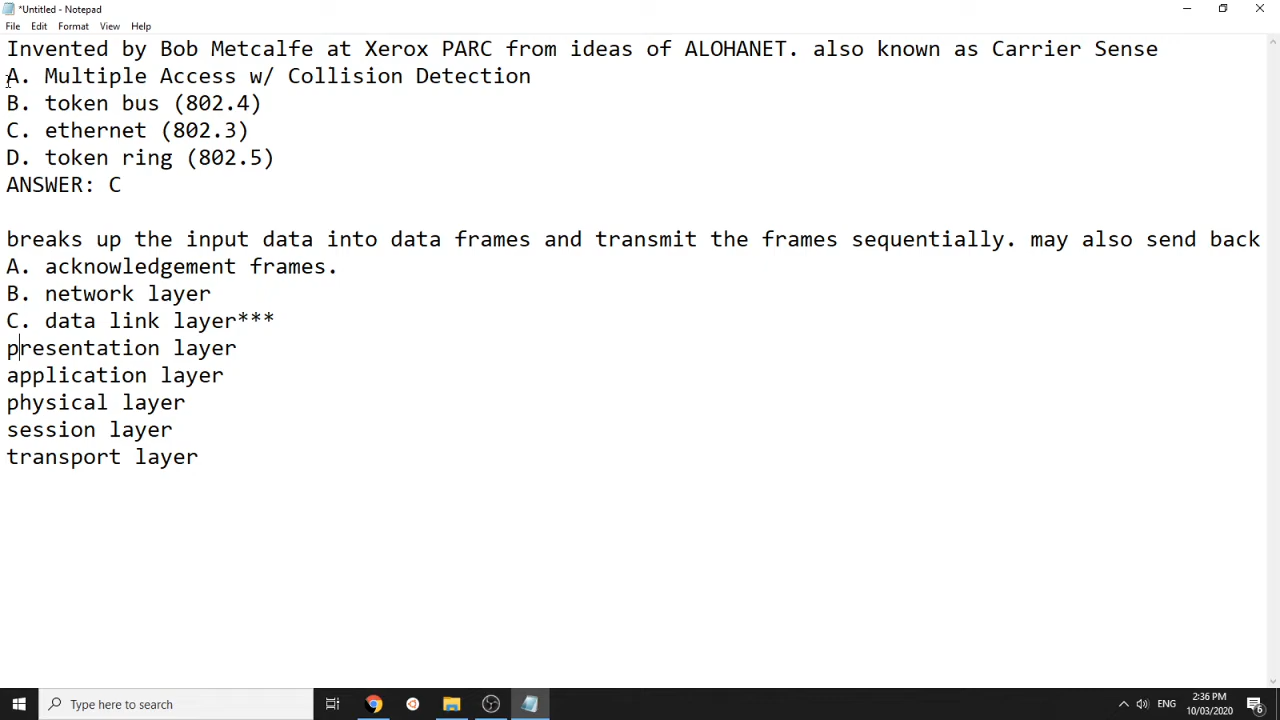 *Untitled - Notepad
File Edit Format View Help
Invented by Bob Metcalfe at Xerox PARC from ideas of ALOHANET. also known as Carrier Sense
A. Multiple Access w/ Collision Detection
B. token bus (802.4)
C. ethernet (802.3)
D. token ring (802.5)
ANSWER: C
breaks up the input data into data frames and transmit the frames sequentially. may also send back
A. acknowledgement frames.
B. network layer
C. data link layer***
presentation layer
application layer
physical layer
session layer
transport layer
Type here to search
ENG
2:36 PM
10/03/2020
6